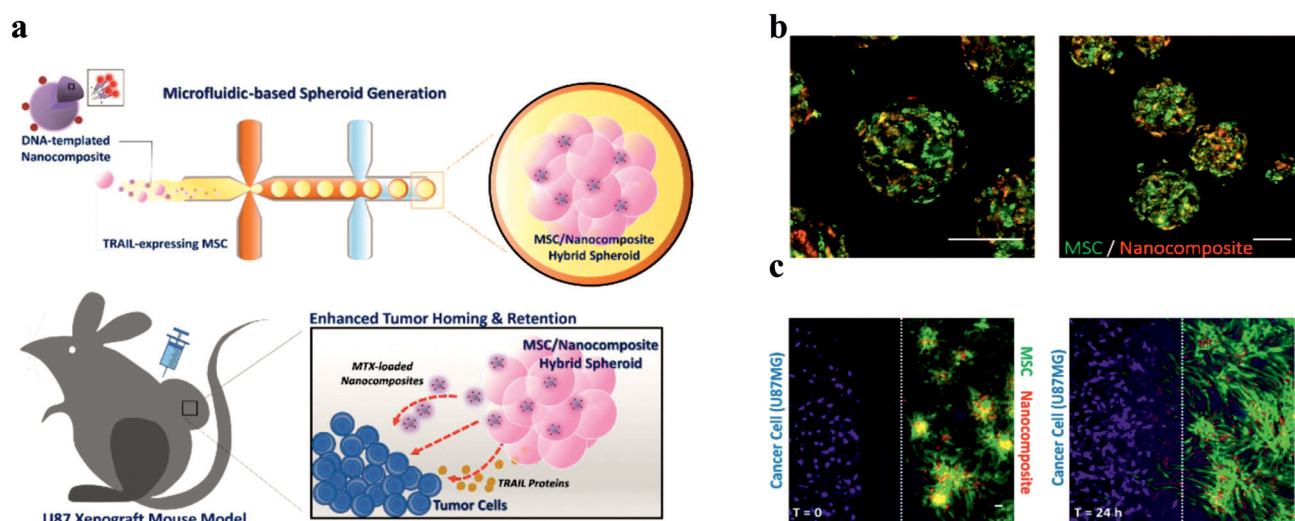 a
Microfluidic-based Spheroid Generation
DNA-templated
Nanocomposite
TRAIL-expressing MSC
MSC/Nanocomposite
Hybrid Spheroid
Enhanced Tumor Homing & Retention
MSC/Nanocomposite
Hybrid Spheroid
MTX-loaded
Nanocomposites
TRAIL Proteins
Tumor Cells
U87 Xenograft Mouse Model
b
MSC / Nanocomposite
c
Cancer Cell (U87MG)
T = 0
MSC
Nanocomposite
Cancer Cell (U87MG)
T = 24 h